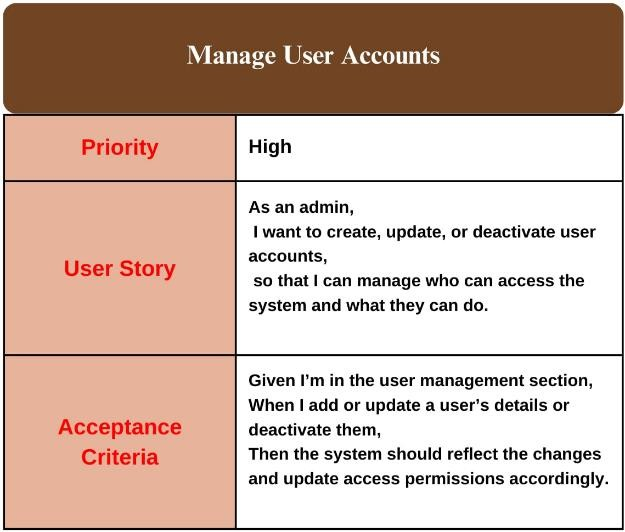 Manage User Accounts
Priority
High
User Story
As an admin,
I want to create, update, or deactivate user
accounts,
so that I can manage who can access the
system and what they can do.
Acceptance
Criteria
Given I’m in the user management section,
When I add or update a user’s details or
deactivate them,
Then the system should reflect the changes
and update access permissions accordingly.